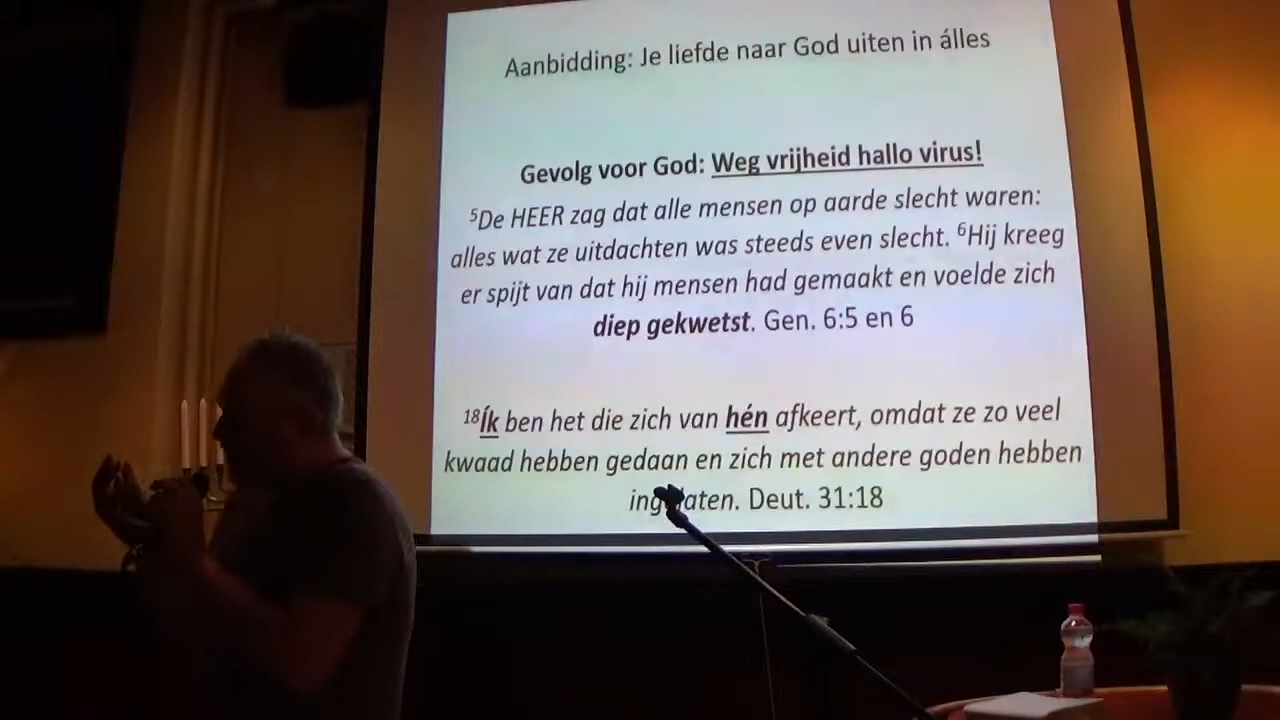 Aanbidding: Je liefde naar God uiten in álles
Gevolg voor God: Weg vrijheid hallo virus!
⁵De HEER zag dat alle mensen op aarde slecht waren:
alles wat ze uitdachten was steeds even slecht. ⁶Hij kreeg
er spijt van dat hij mensen had gemaakt en voelde zich
diep gekwetst. Gen. 6:5 en 6
¹⁸Ík ben het die zich van hén afkeert, omdat ze zo veel
kwaad hebben gedaan en zich met andere goden hebben
ingelaten. Deut. 31:18